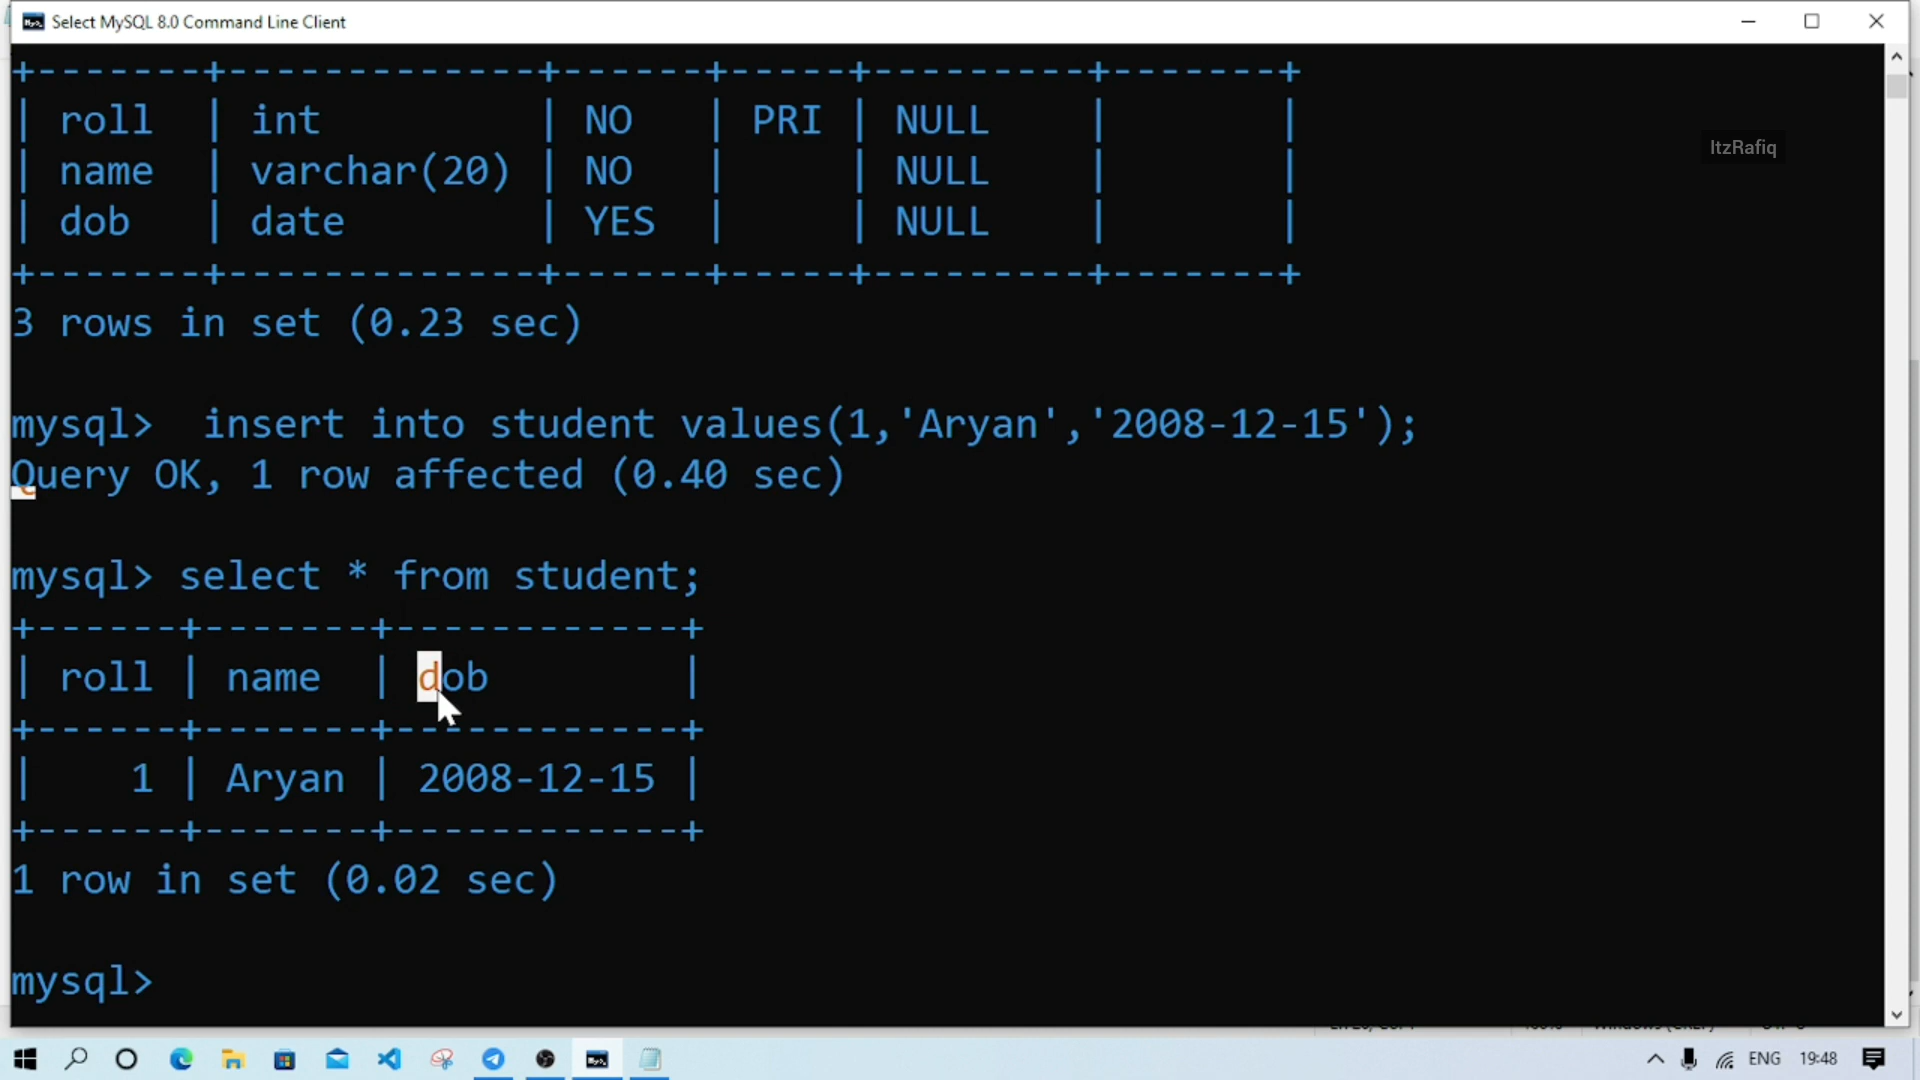 Select MySQL 8.0 Command Line Client
+-------+-------------+------+-----+---------+-------+
| roll | int | NO | PRI | NULL | |
| name | varchar(20) | NO | | NULL | |
| dob | date | YES | | NULL | |
+-------+-------------+------+-----+---------+-------+
3 rows in set (0.23 sec)
ItzRafiq
mysql> insert into student values(1,'Aryan','2008-12-15');
Query OK, 1 row affected (0.40 sec)
mysql> select * from student;
+------+-------+------------+
| roll | name | dob |
+------+-------+------------+
| 1 | Aryan | 2008-12-15 |
+------+-------+------------+
1 row in set (0.02 sec)
mysql>
ENG 19:48